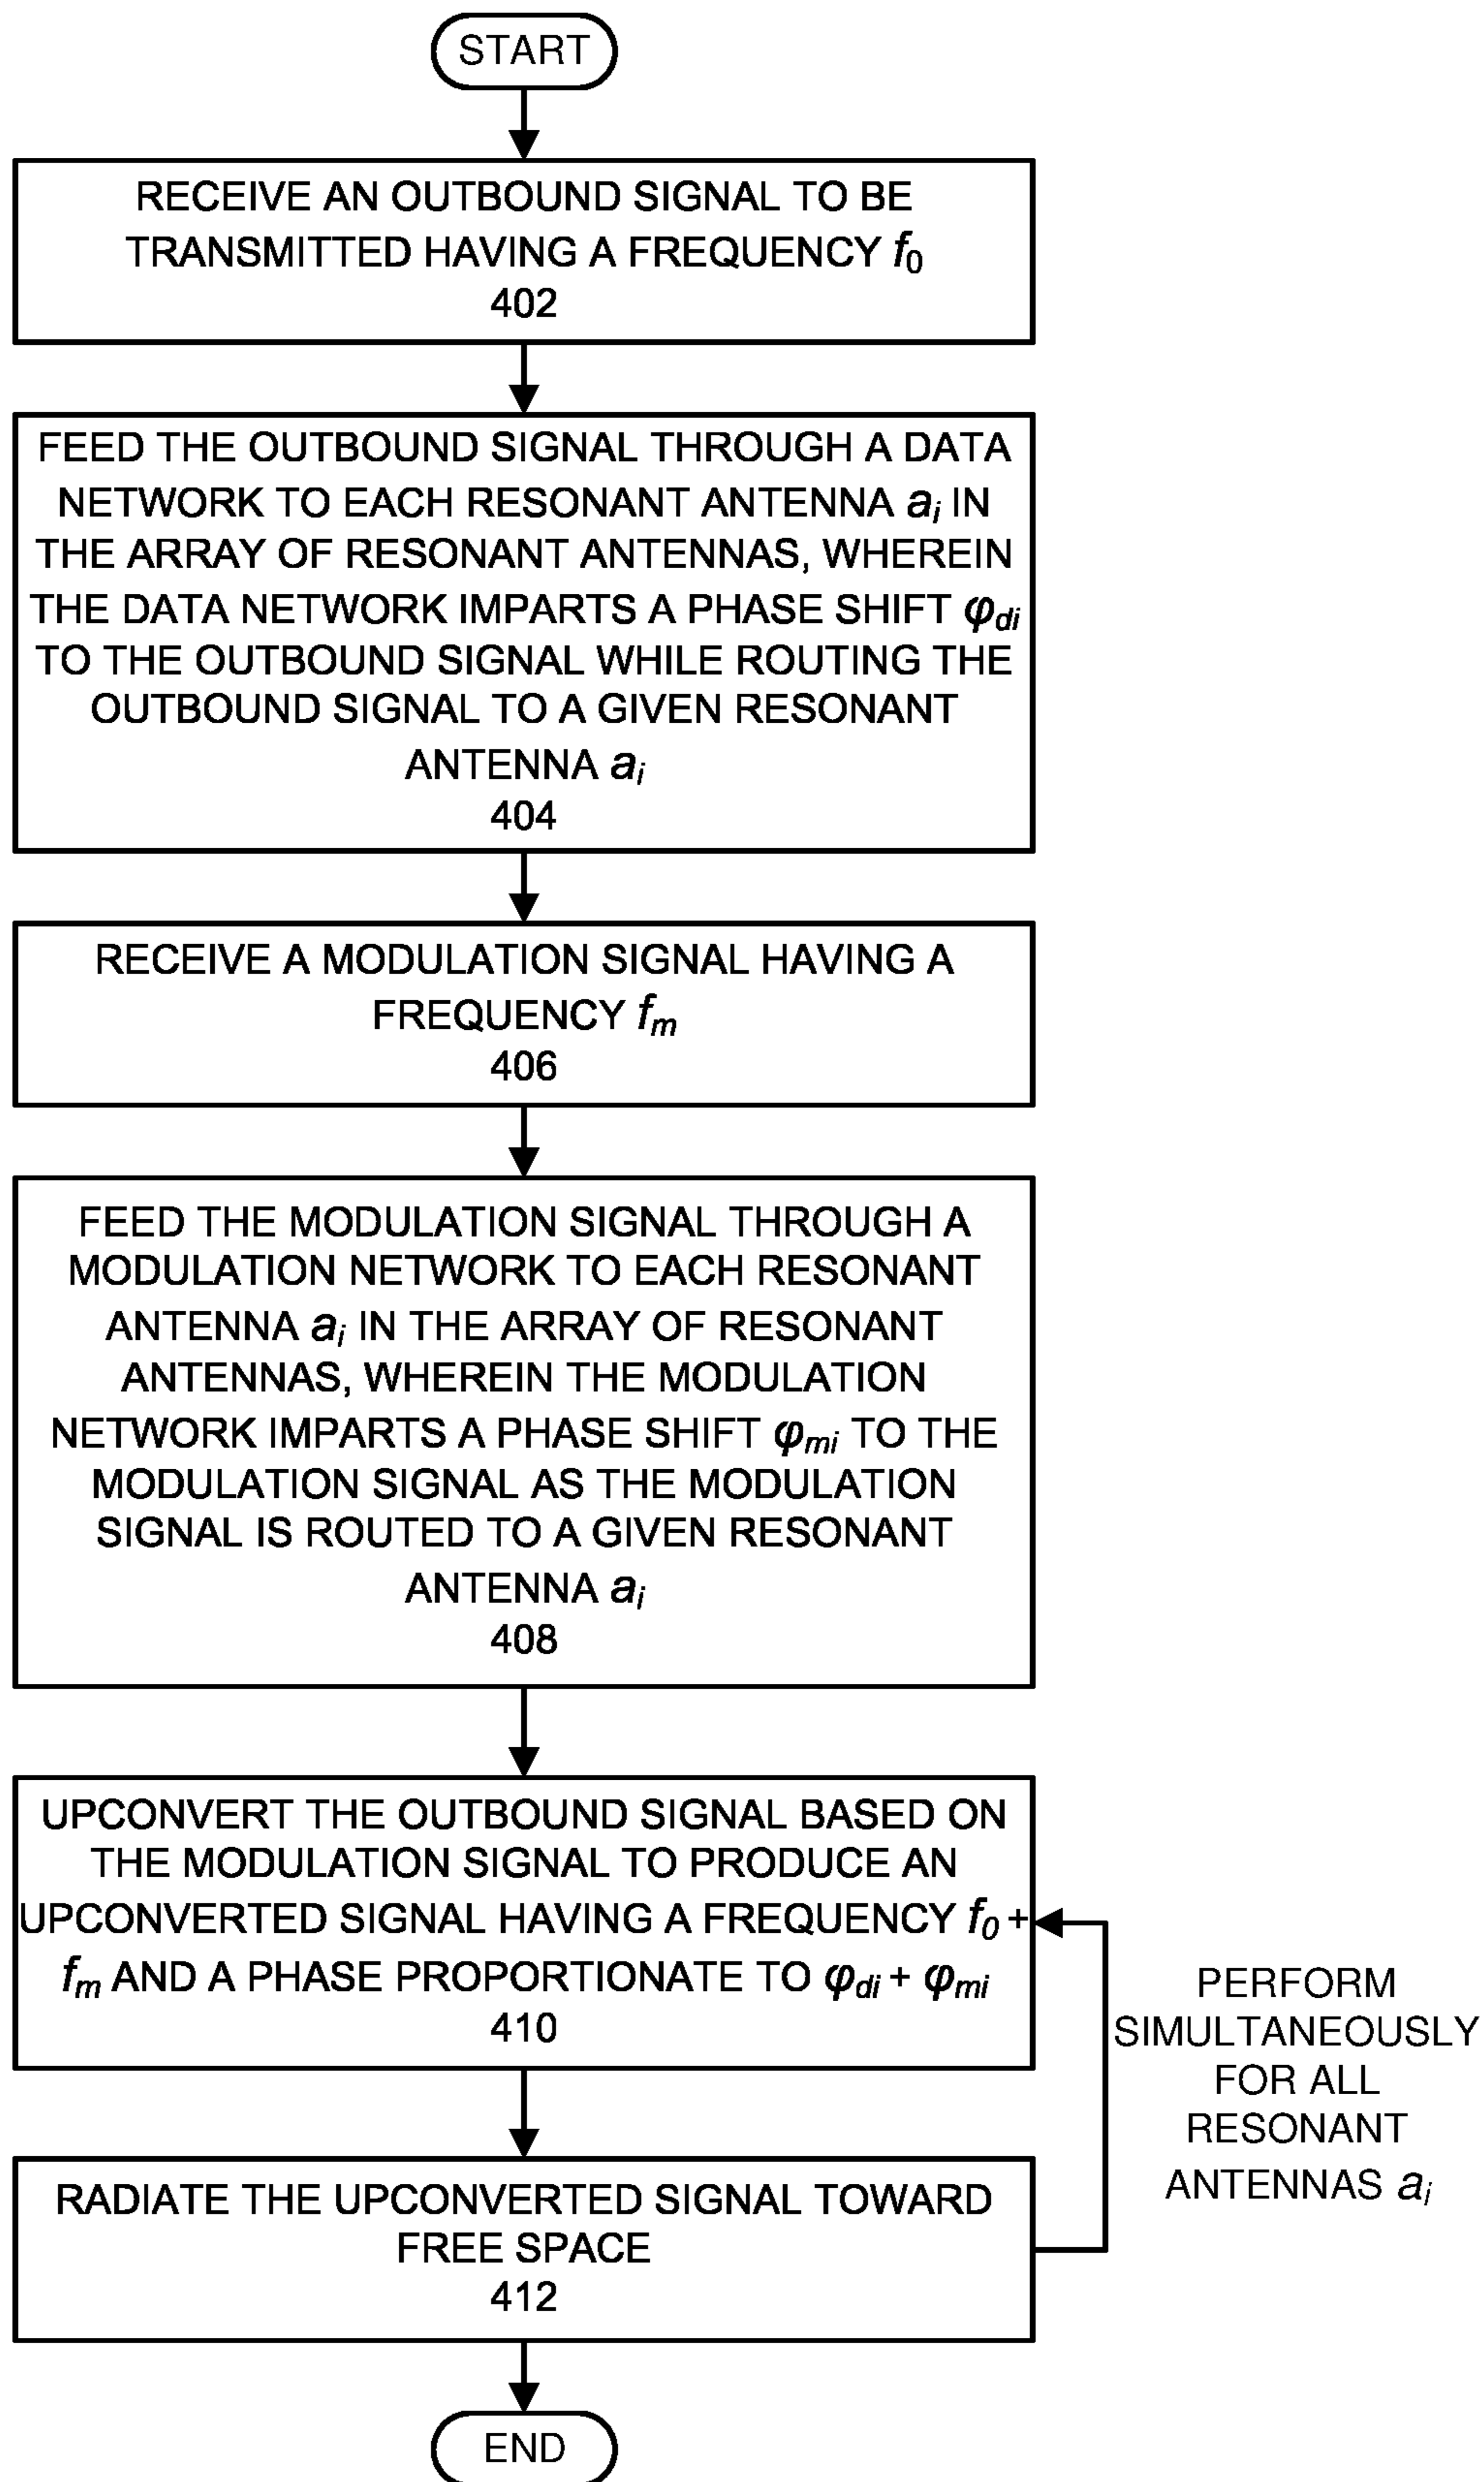 START
RECEIVE AN OUTBOUND SIGNAL TO BE
TRANSMITTED HAVING A FREQUENCY f₀
402
FEED THE OUTBOUND SIGNAL THROUGH A DATA
NETWORK TO EACH RESONANT ANTENNA aᵢ IN
THE ARRAY OF RESONANT ANTENNAS, WHEREIN
THE DATA NETWORK IMPARTS A PHASE SHIFT φdi
TO THE OUTBOUND SIGNAL WHILE ROUTING THE
OUTBOUND SIGNAL TO A GIVEN RESONANT
ANTENNA aᵢ
404
RECEIVE A MODULATION SIGNAL HAVING A
FREQUENCY fm
406
FEED THE MODULATION SIGNAL THROUGH A
MODULATION NETWORK TO EACH RESONANT
ANTENNA aᵢ IN THE ARRAY OF RESONANT
ANTENNAS, WHEREIN THE MODULATION
NETWORK IMPARTS A PHASE SHIFT φmi TO THE
MODULATION SIGNAL AS THE MODULATION
SIGNAL IS ROUTED TO A GIVEN RESONANT
ANTENNA aᵢ
408
UPCONVERT THE OUTBOUND SIGNAL BASED ON
THE MODULATION SIGNAL TO PRODUCE AN
UPCONVERTED SIGNAL HAVING A FREQUENCY f₀ +
fm AND A PHASE PROPORTIONATE TO φdi + φmi
410
PERFORM
SIMULTANEOUSLY
FOR ALL
RESONANT
ANTENNAS aᵢ
RADIATE THE UPCONVERTED SIGNAL TOWARD
FREE SPACE
412
END